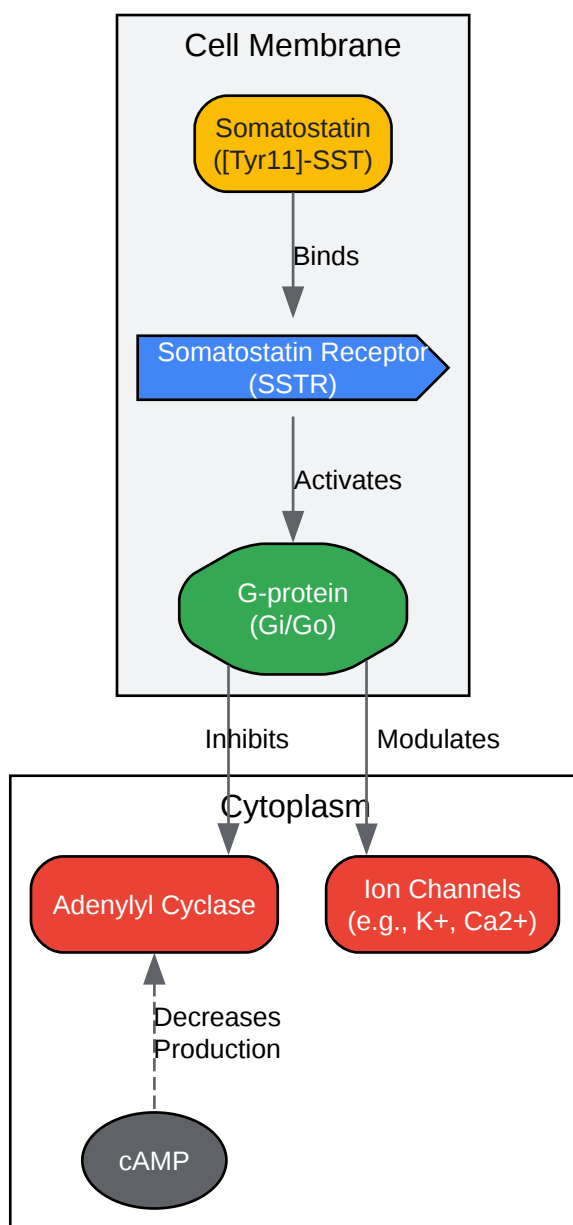 Cell Membrane
Somatostatin
([Tyr11]-SST)
Binds
Somatostatin Receptor
(SSTR)
Activates
G-protein
(Gi/Go)
Inhibits
Modulates
Cytoplasm
Adenylyl Cyclase
Ion Channels
(e.g., K+, Ca2+)
Decreases
Production
cAMP